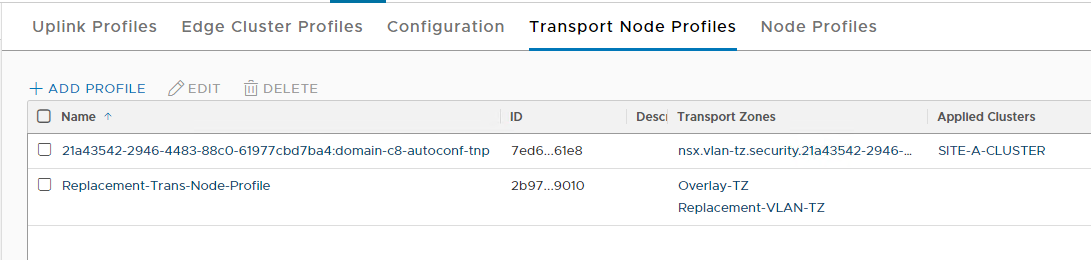 Uplink Profiles Edge Cluster Profiles Configuration Transport Node Profiles Node Profiles
+ ADD PROFILE EDIT DELETE
Name ID Descr Transport Zones Applied Clusters
21a43542-2946-4483-88c0-61977cbd7ba4:domain-c8-autoconf-tnp 7ed6...61e8 nsx.vlan-tz.security.21a43542-2946-... SITE-A-CLUSTER
Replacement-Trans-Node-Profile 2b97...9010 Overlay-TZ
Replacement-VLAN-TZ